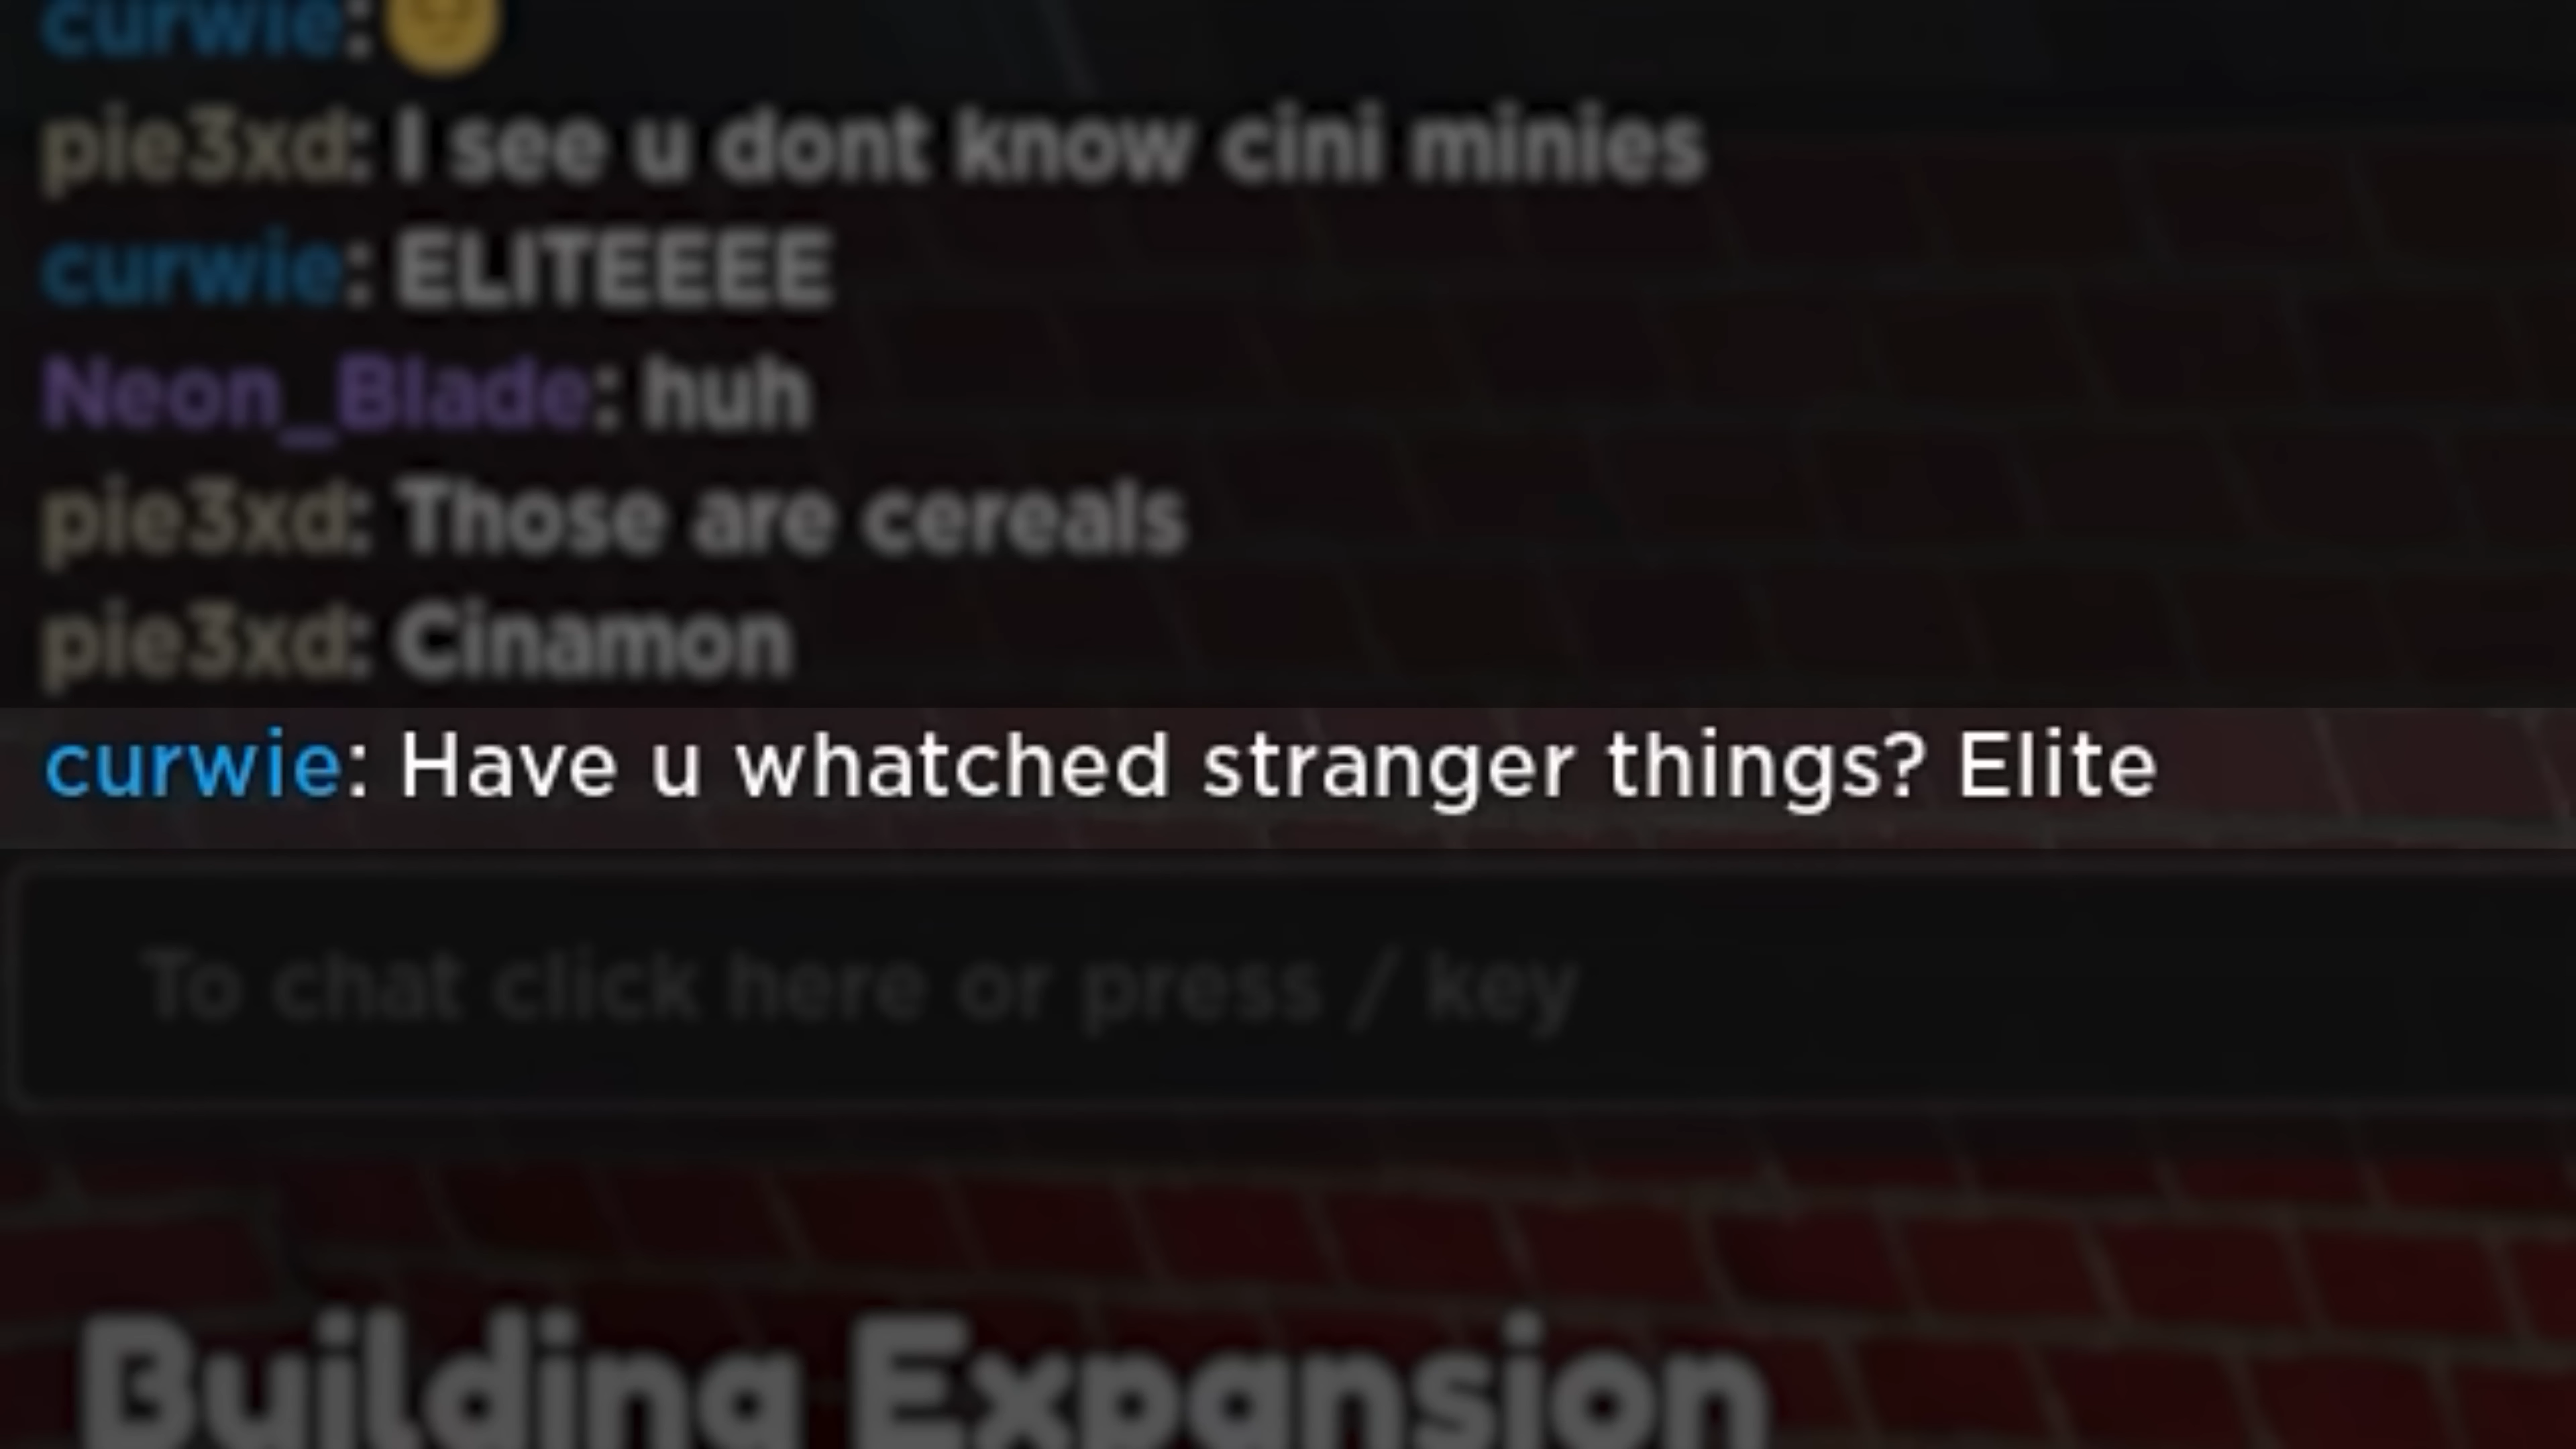 curwie:
pie3xd: I see u dont know cini minies
curwie: ELITEEEE
Neon_Blade: huh
pie3xd: Those are cereals
pie3xd: Cinamon
curwie: Have u whatched stranger things? Elite
To chat click here or press / key
Building Expansion